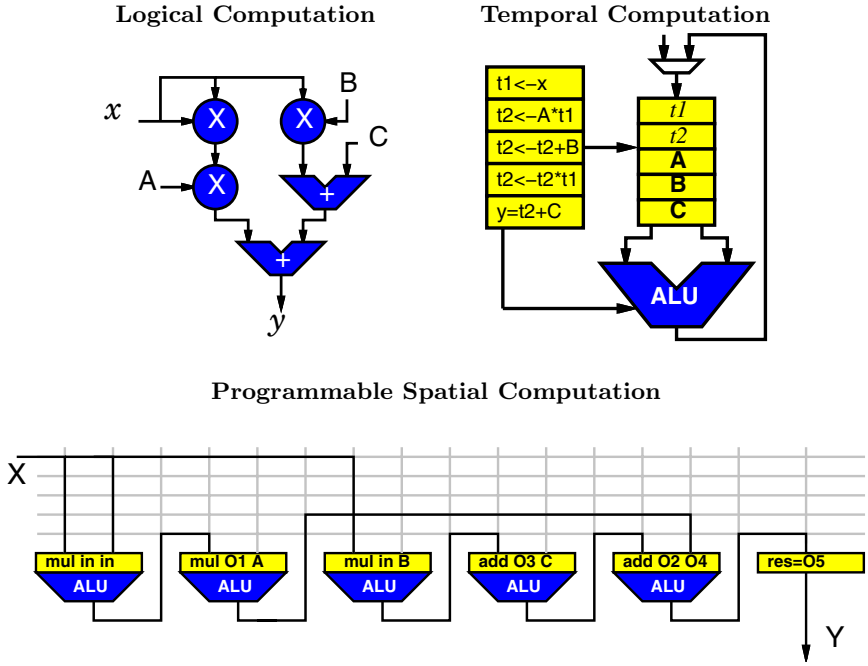 Logical Computation
Temporal Computation
x
X
X
B
C
A
X
+
+
y
t1<-x
t2<-A*t1
t2<-t2+B
t2<-t2*t1
y=t2+C
t1
t2
A
B
C
ALU
Programmable Spatial Computation
X
mul in in
mul O1 A
mul in B
add O3 C
add O2 O4
res=O5
ALU
ALU
ALU
ALU
ALU
Y